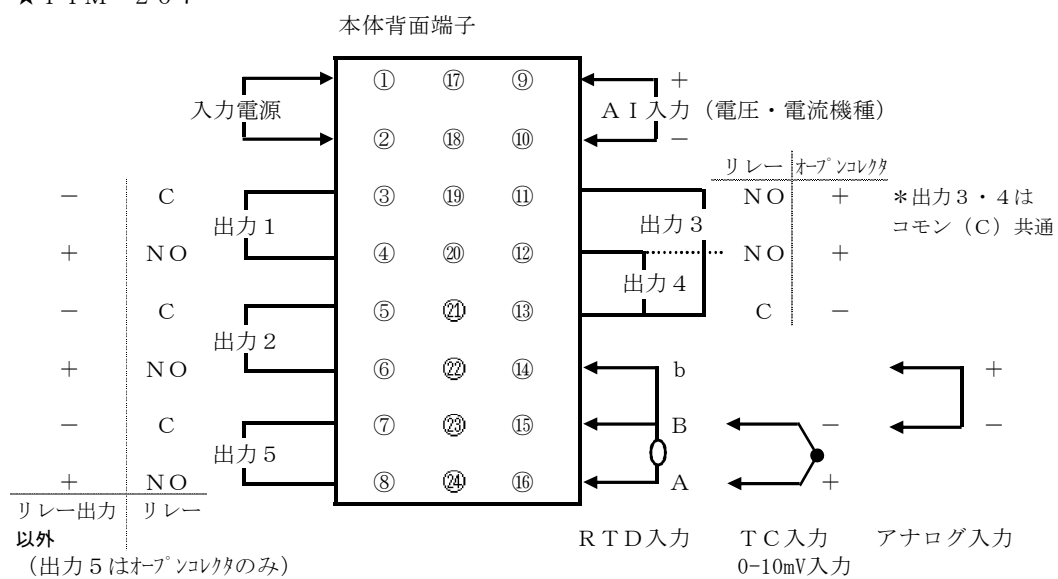 本体背面端子
① ⑰ ⑨ +
入力電源 AI入力(電圧・電流機種)
② ⑱ ⑩ −
リレー オープンコレクタ
− C ③ ⑲ ⑪ NO + *出力3・4は
出力1 出力3 コモン(C)共通
+ NO ④ ⑳ ⑫ NO +
出力4
− C ⑤ ㉑ ⑬ C −
出力2
+ NO ⑥ ㉒ ⑭ b +
− C ⑦ ㉓ ⑮ B − −
出力5
+ NO ⑧ ㉔ ⑯ A +
リレー出力 リレー
以外 RTD入力 TC入力 アナログ入力
(出力5はオープンコレクタのみ) 0-10mV入力